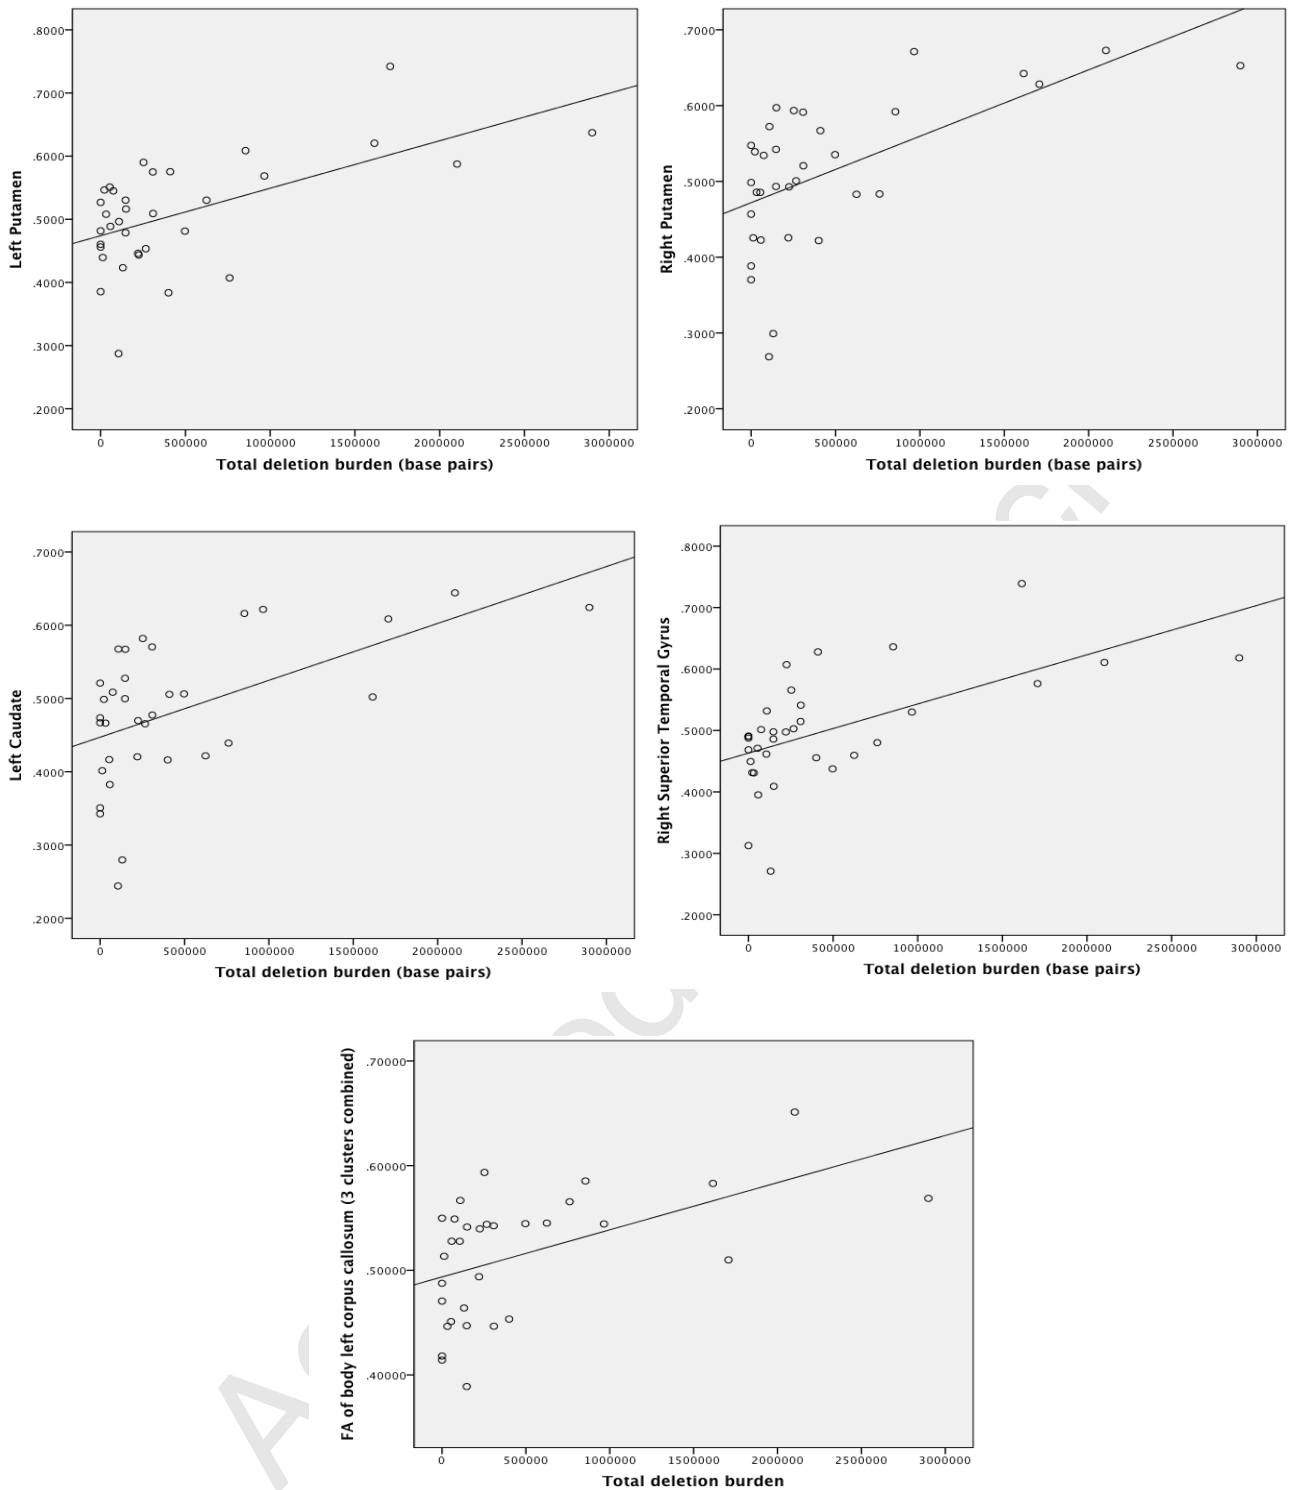 .8000
.7000
.6000
.5000
.4000
.3000
.2000
Left Putamen
0 500000 1000000 1500000 2000000 2500000 3000000
Total deletion burden (base pairs)
.7000
.6000
.5000
.4000
.3000
.2000
Right Putamen
0 500000 1000000 1500000 2000000 2500000 3000000
Total deletion burden (base pairs)
.7000
.6000
.5000
.4000
.3000
.2000
Left Caudate
0 500000 1000000 1500000 2000000 2500000 3000000
Total deletion burden (base pairs)
.8000
.7000
.6000
.5000
.4000
.3000
.2000
Right Superior Temporal Gyrus
0 500000 1000000 1500000 2000000 2500000 3000000
Total deletion burden (base pairs)
.70000
.60000
.50000
.40000
FA of body left corpus callosum (3 clusters combined)
0 500000 1000000 1500000 2000000 2500000 3000000
Total deletion burden